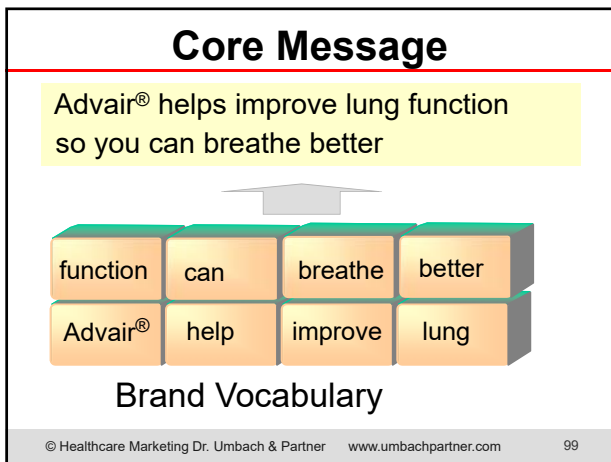 Core Message
Advair® helps improve lung function
so you can breathe better
function can breathe better
Advair® help improve lung
Brand Vocabulary
© Healthcare Marketing Dr. Umbach & Partner www.umbachpartner.com 99